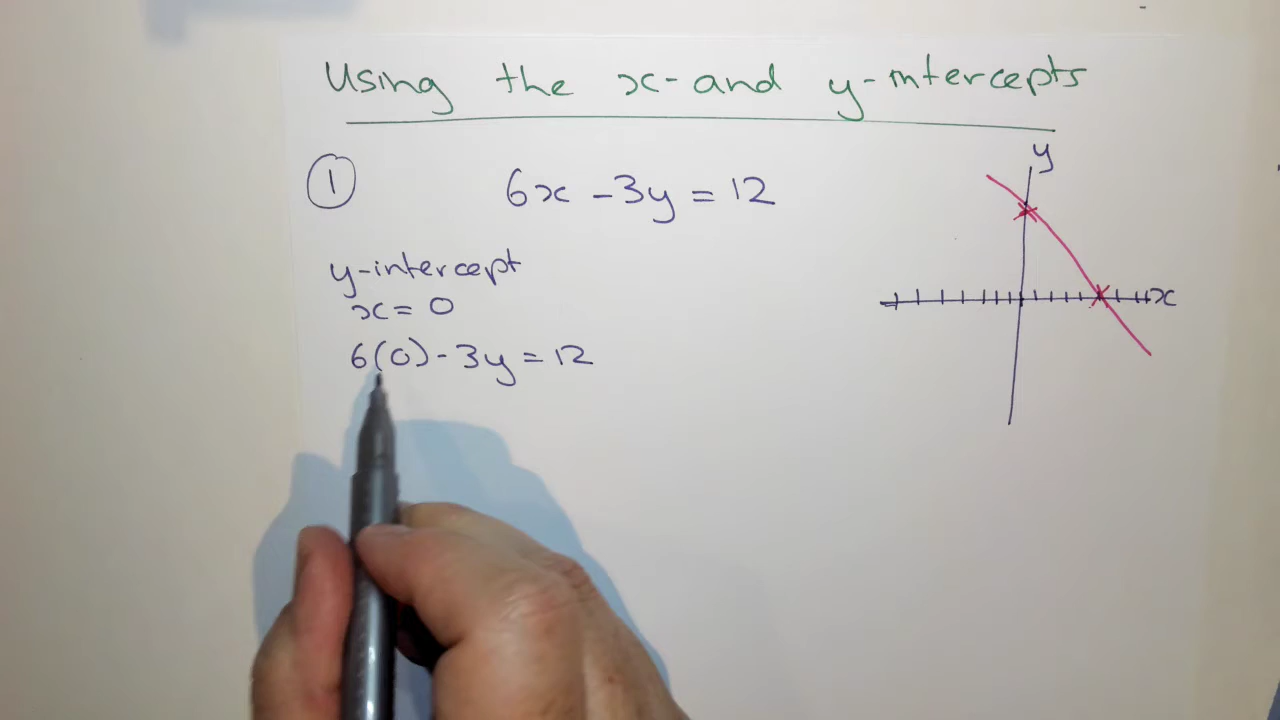 Using the x- and y-intercepts
① 6x - 3y = 12
y-intercept
x = 0
6(0) - 3y = 12
y
x